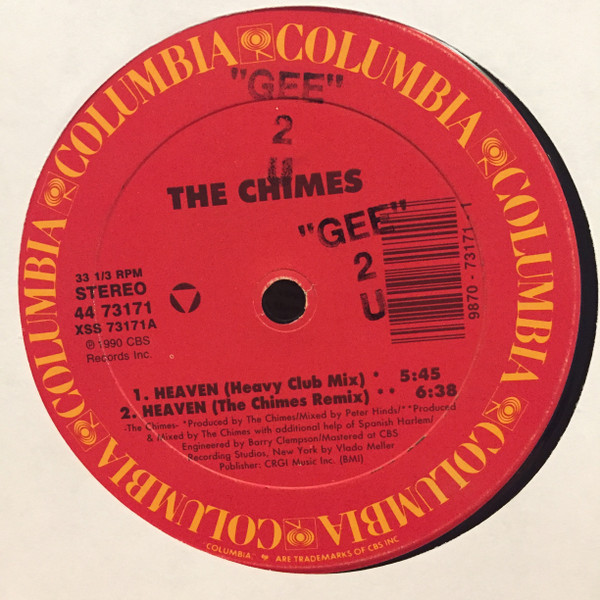 COLUMBIA COLUMBIA COLUMBIA COLUMBIA COLUMBIA COLUMBIA COLUMBIA
"GEE"
2
U
THE CHIMES
"GEE"
2
U
9870 - 73171 - 1
33 1/3 RPM
STEREO
44 73171
XSS 73171A
℗ 1990 CBS
Records Inc.
1. HEAVEN (Heavy Club Mix) * 5:45
2. HEAVEN (The Chimes Remix) * * 6:38
-The Chimes- *Produced by The Chimes/Mixed by Peter Hinds/**Produced
& Mixed by The Chimes with additional help of Spanish Harlem/
Engineered by Barry Clempson/Mastered at CBS
Recording Studios, New York by Vlado Meller
Publisher: CRGI Music Inc. (BMI)
"COLUMBIA," ARE TRADEMARKS OF CBS INC